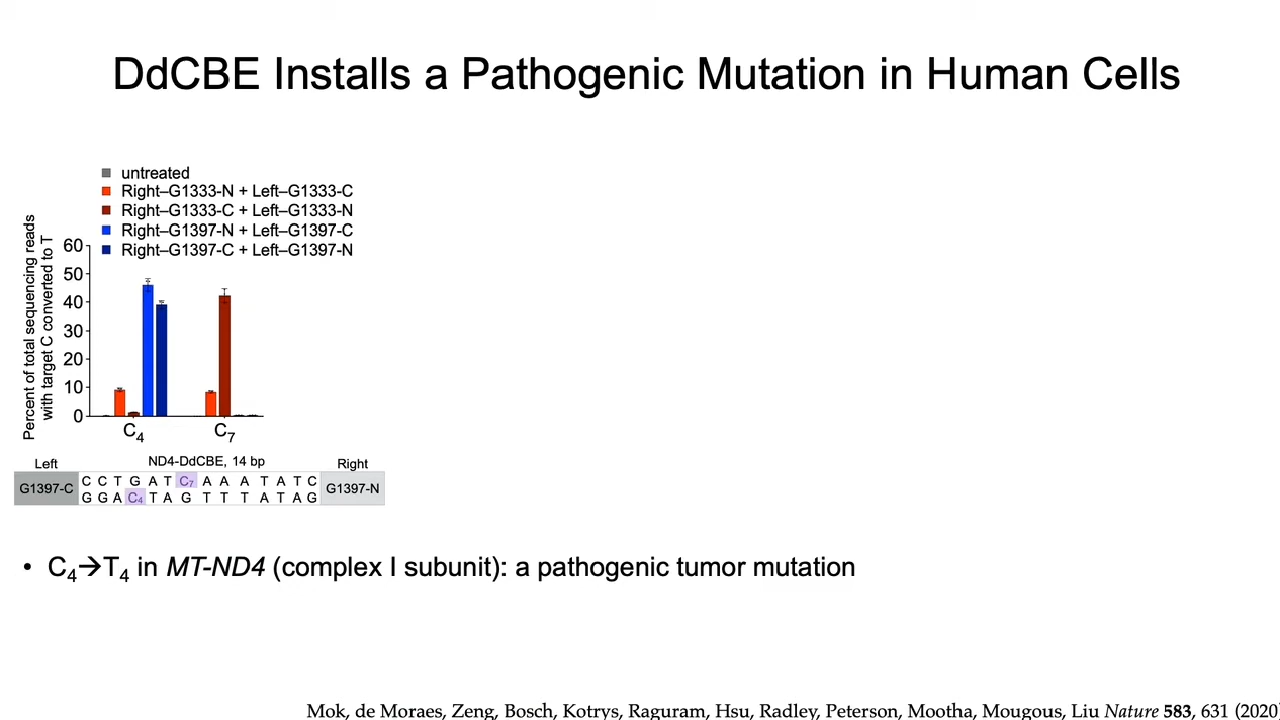 DdCBE Installs a Pathogenic Mutation in Human Cells
untreated
Right–G1333-N + Left–G1333-C
Right–G1333-C + Left–G1333-N
Right–G1397-N + Left–G1397-C
Right–G1397-C + Left–G1397-N
Percent of total sequencing reads
with target C converted to T
60
50
40
30
20
10
0
C4
C7
Left
ND4-DdCBE, 14 bp
Right
G1397-C
C C T G A T C7 A A A T A T C
G G A C4 T A G T T T A T A G
G1397-N
• C4→T4 in MT-ND4 (complex I subunit): a pathogenic tumor mutation
Mok, de Moraes, Zeng, Bosch, Kotrys, Raguram, Hsu, Radley, Peterson, Mootha, Mougous, Liu Nature 583, 631 (2020